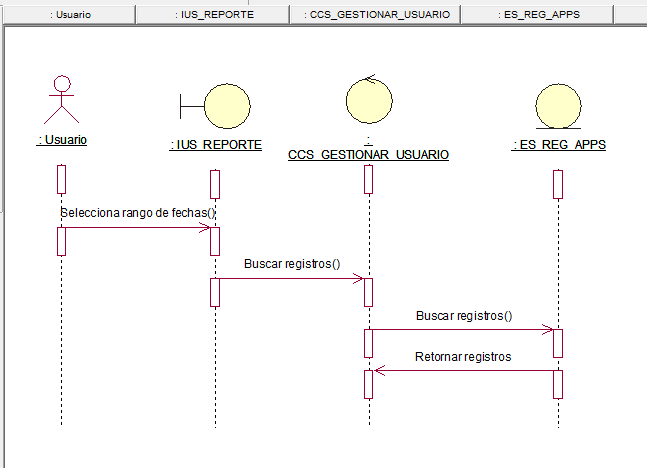 : Usuario
: IUS_REPORTE
: CCS_GESTIONAR_USUARIO
: ES_REG_APPS
: Usuario
: IUS_REPORTE
:
CCS_GESTIONAR_USUARIO
: ES_REG_APPS
Selecciona rango de fechas()
Buscar registros()
Buscar registros()
Retornar registros